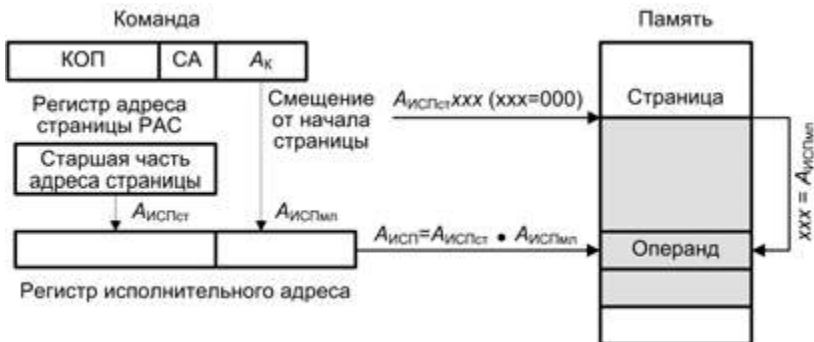 Команда
Память
КОП
СА
Aк
Регистр адреса
страницы РАС
Смещение
от начала
страницы
AИСПстxxx (xxx=000)
Страница
Старшая часть
адреса страницы
AИСПст
AИСПмл
xxx = AИСПмл
AИСП=AИСПст • AИСПмл
Операнд
Регистр исполнительного адреса